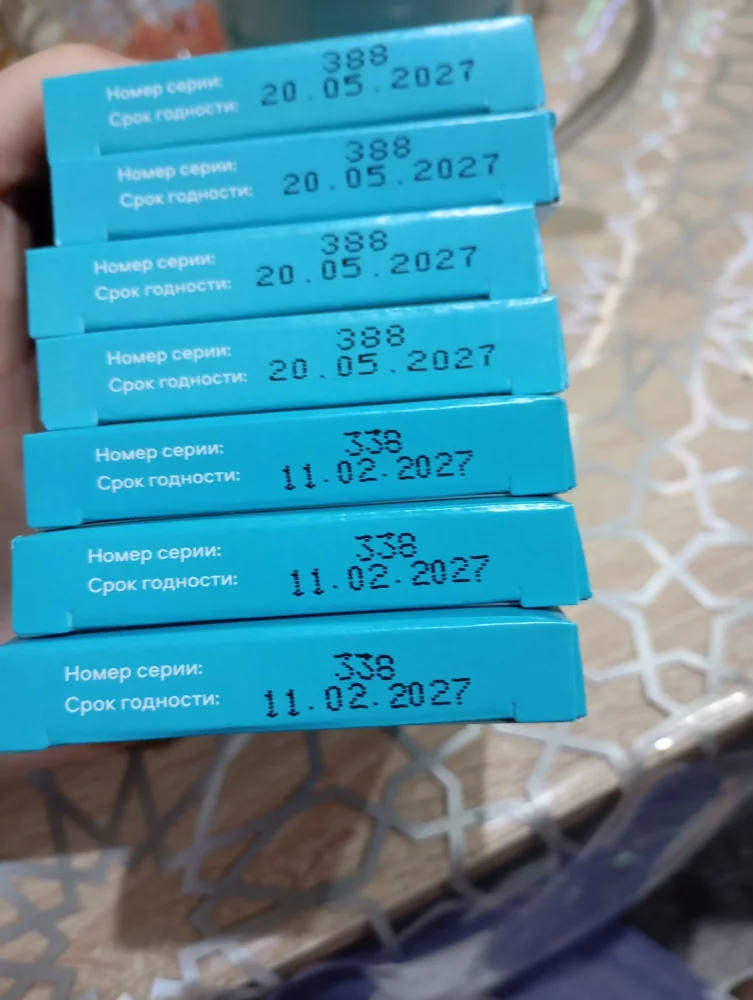 Номер серии: 388
Срок годности: 20.05.2027
Номер серии: 388
Срок годности: 20.05.2027
Номер серии: 388
Срок годности: 20.05.2027
Номер серии: 388
Срок годности: 20.05.2027
Номер серии: 338
Срок годности: 11.02.2027
Номер серии: 338
Срок годности: 11.02.2027
Номер серии: 338
Срок годности: 11.02.2027